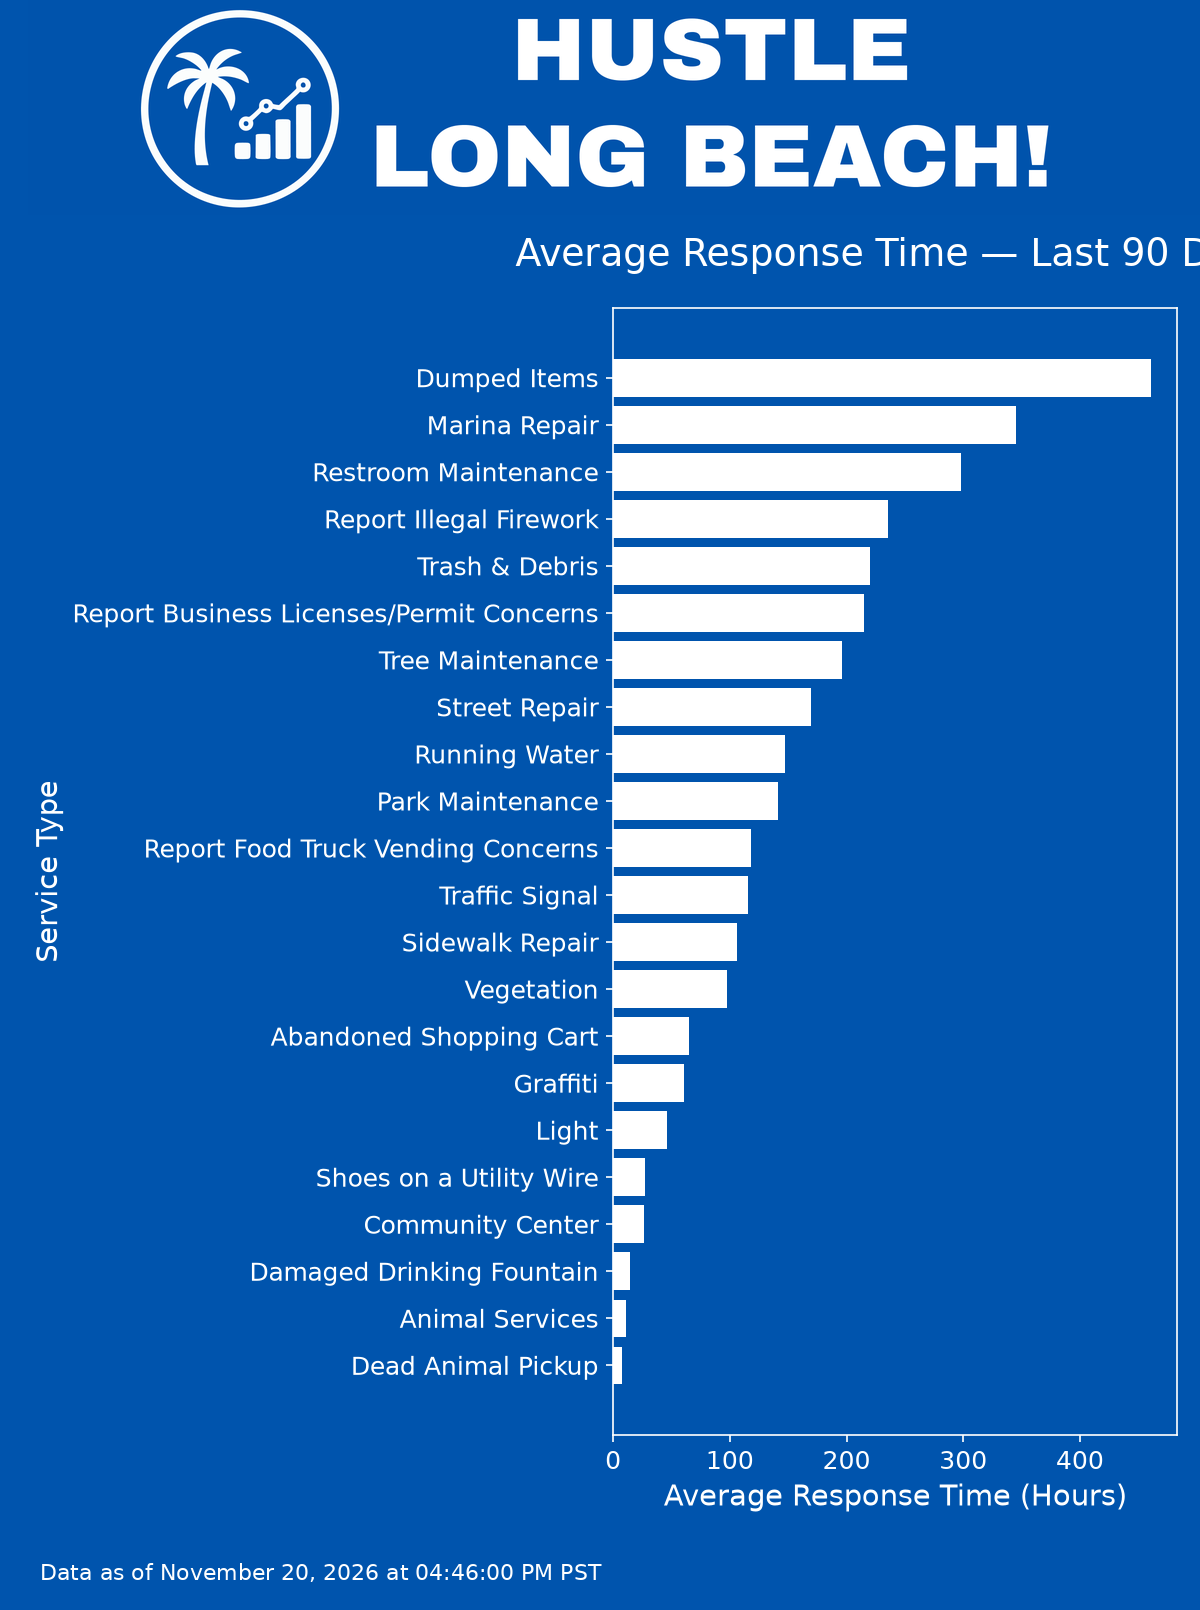 HUSTLE
LONG BEACH!
Average Response Time — Last 90 D
Dumped Items
Marina Repair
Restroom Maintenance
Report Illegal Firework
Trash & Debris
Report Business Licenses/Permit Concerns
Tree Maintenance
Street Repair
Running Water
Park Maintenance
Report Food Truck Vending Concerns
Traffic Signal
Sidewalk Repair
Vegetation
Abandoned Shopping Cart
Graffiti
Light
Shoes on a Utility Wire
Community Center
Damaged Drinking Fountain
Animal Services
Dead Animal Pickup
Service Type
0 100 200 300 400
Average Response Time (Hours)
Data as of November 20, 2026 at 04:46:00 PM PST